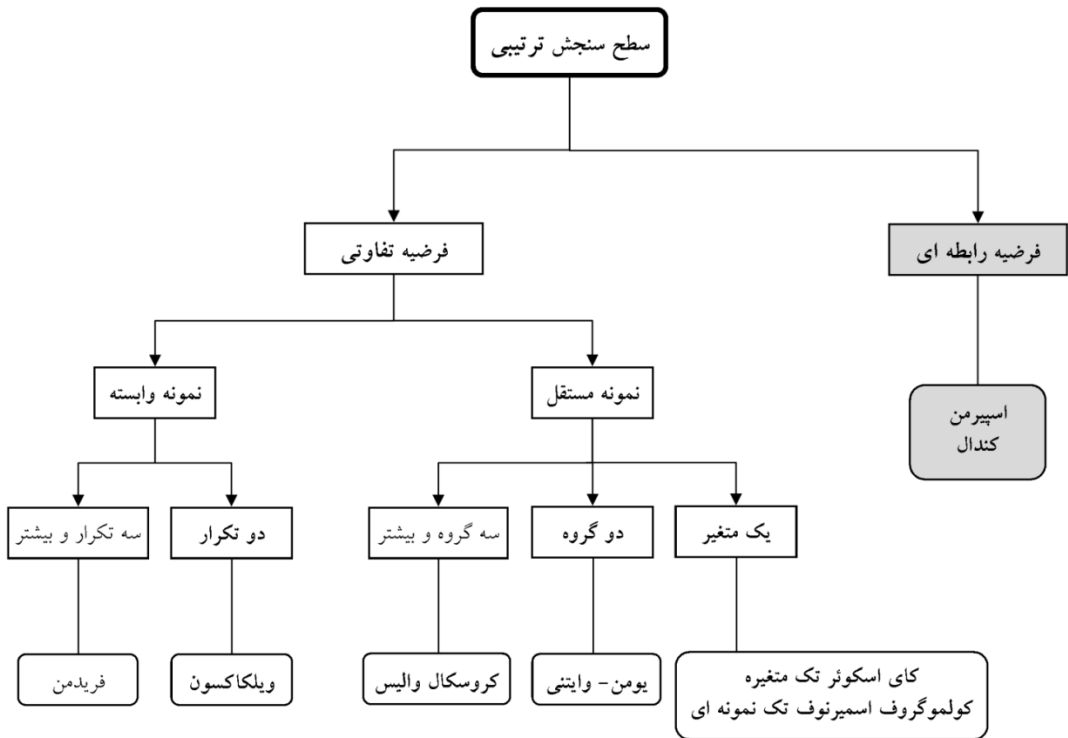 سطح سنجش ترتیبی
فرضیه رابطه ای
فرضیه تفاوتی
نمونه مستقل
نمونه وابسته
اسپیرمن
کندال
یک متغیر
دو گروه
سه گروه و بیشتر
دو تکرار
سه تکرار و بیشتر
کای اسکوئر تک متغیره
کولموگروف اسمیرنوف تک نمونه ای
یومن - وایتنی
کروسکال والیس
ویلکاکسون
فریدمن